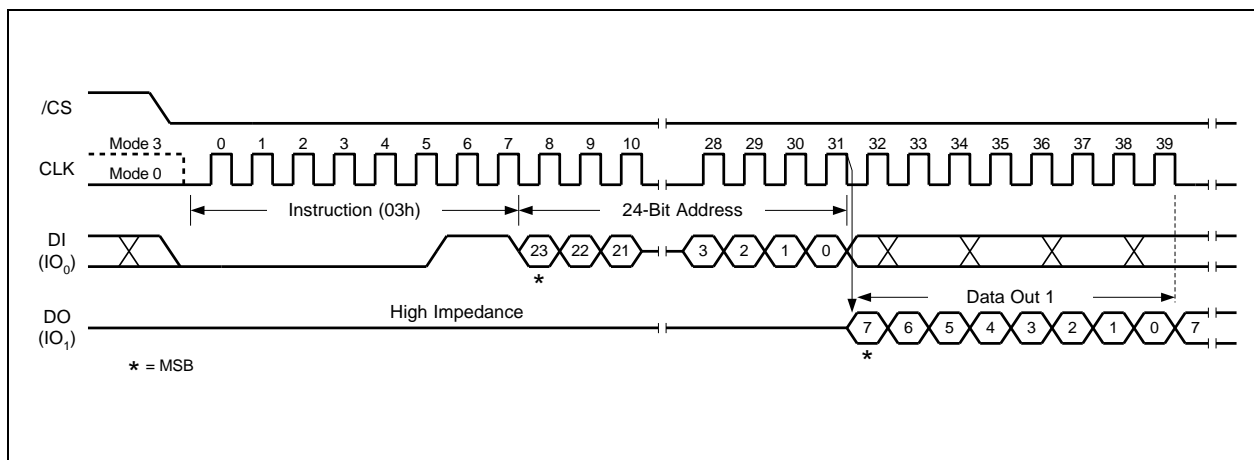 /CS
Mode 3 0 1 2 3 4 5 6 7 8 9 10 28 29 30 31 32 33 34 35 36 37 38 39
CLK
Mode 0
Instruction (03h) 24-Bit Address
DI
(IO0)
23 22 21 3 2 1 0
*
Data Out 1
High Impedance
DO
(IO1)
7 6 5 4 3 2 1 0 7
*
* = MSB